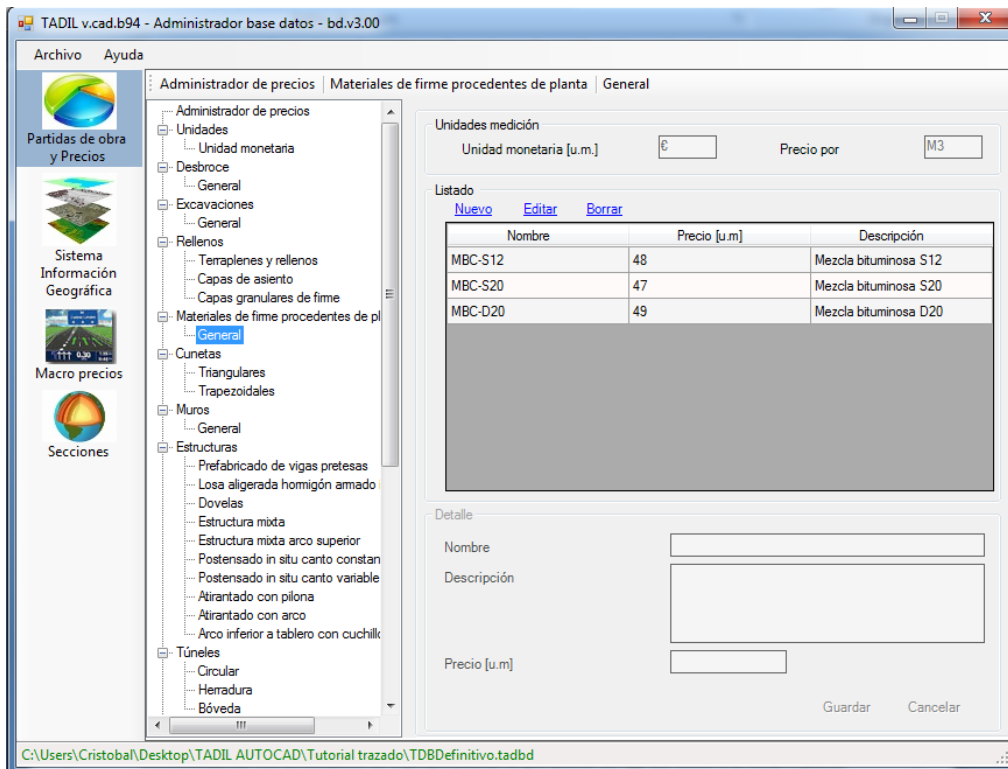 TADIL v.cad.b94 - Administrador base datos - bd.v3.00
Archivo Ayuda
Partidas de obra
y Precios
Sistema
Información
Geográfica
Macro precios
Secciones
Administrador de precios Materiales de firme procedentes de planta General
Administrador de precios
Unidades
Unidad monetaria
Desbroce
General
Excavaciones
General
Rellenos
Terraplenes y rellenos
Capas de asiento
Capas granulares de firme
Materiales de firme procedentes de pl
General
Cunetas
Triangulares
Trapezoidales
Muros
General
Estructuras
Prefabricado de vigas pretesas
Losa aligerada hormigón armado
Dovelas
Estructura mixta
Estructura mixta arco superior
Postensado in situ canto constan
Postensado in situ canto variable
Atirantado con pilona
Atirantado con arco
Arco inferior a tablero con cuchillo
Túneles
Circular
Herradura
Bóveda
Unidades medición
Unidad monetaria [u.m.] € Precio por M3
Listado
Nuevo Editar Borrar
Nombre Precio [u.m] Descripción
MBC-S12 48 Mezcla bituminosa S12
MBC-S20 47 Mezcla bituminosa S20
MBC-D20 49 Mezcla bituminosa D20
Detalle
Nombre
Descripción
Precio [u.m]
Guardar Cancelar
C:\Users\Cristobal\Desktop\TADIL AUTOCAD\Tutorial trazado\TDBDefinitivo.tadbd